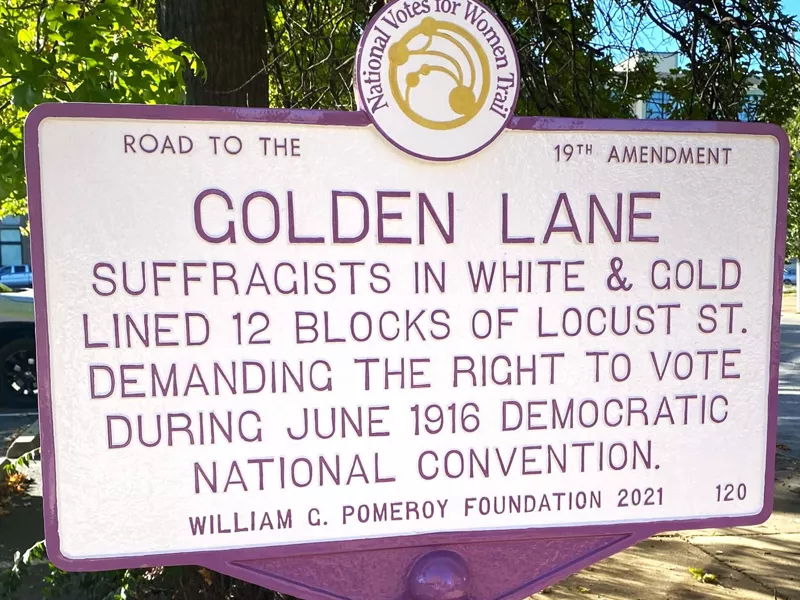 National Votes for Women Trail
ROAD TO THE 19TH AMENDMENT
GOLDEN LANE
SUFFRAGISTS IN WHITE & GOLD
LINED 12 BLOCKS OF LOCUST ST.
DEMANDING THE RIGHT TO VOTE
DURING JUNE 1916 DEMOCRATIC
NATIONAL CONVENTION.
WILLIAM G. POMEROY FOUNDATION 2021 120